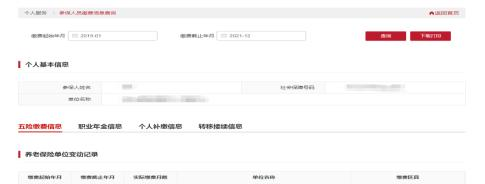 个人服务 > 参保人员缴费信息查询 返回首页
缴费起始年月 2019-01 缴费截止年月 2021-12 查询 下载打印
个人基本信息
参保人姓名 社会保障号码
单位名称
五险缴费信息 职业年金信息 个人补缴信息 转移接续信息
养老保险单位变动记录
缴费起始年月 缴费截止年月 实际缴费月数 单位名称 缴费区县